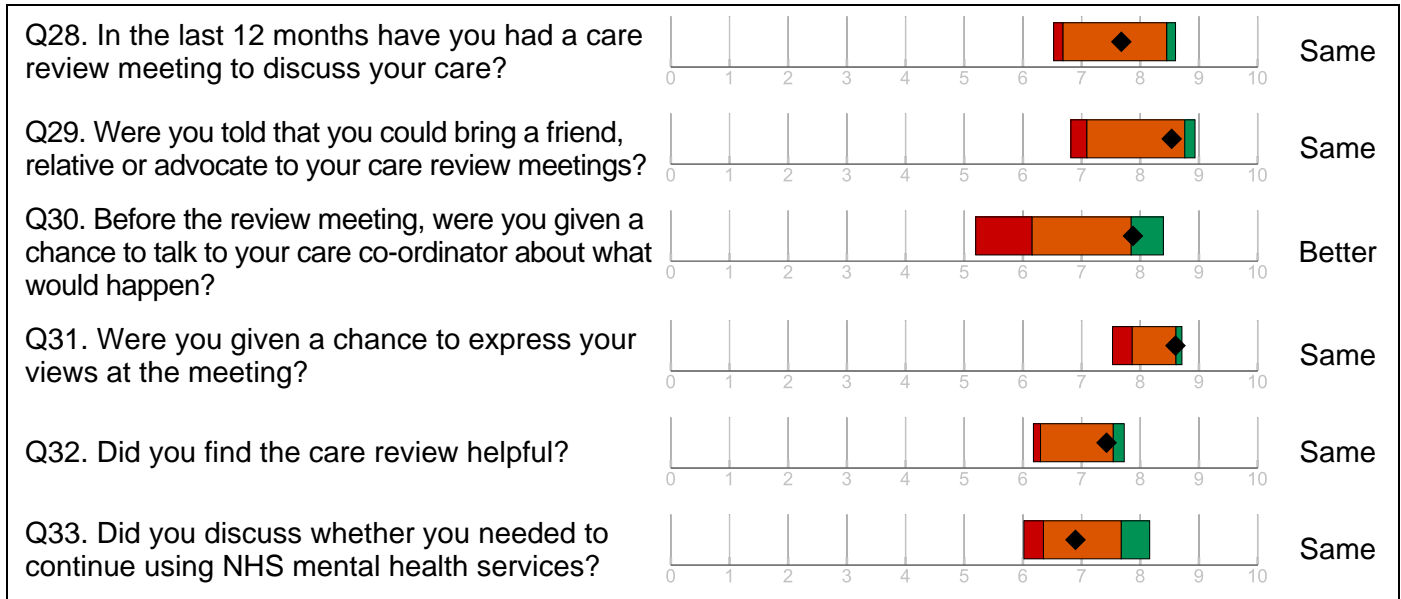 Q28. In the last 12 months have you had a care
review meeting to discuss your care?
0 1 2 3 4 5 6 7 8 9 10
Same
Q29. Were you told that you could bring a friend,
relative or advocate to your care review meetings?
0 1 2 3 4 5 6 7 8 9 10
Same
Q30. Before the review meeting, were you given a
chance to talk to your care co-ordinator about what
would happen?
0 1 2 3 4 5 6 7 8 9 10
Better
Q31. Were you given a chance to express your
views at the meeting?
0 1 2 3 4 5 6 7 8 9 10
Same
Q32. Did you find the care review helpful?
0 1 2 3 4 5 6 7 8 9 10
Same
Q33. Did you discuss whether you needed to
continue using NHS mental health services?
0 1 2 3 4 5 6 7 8 9 10
Same